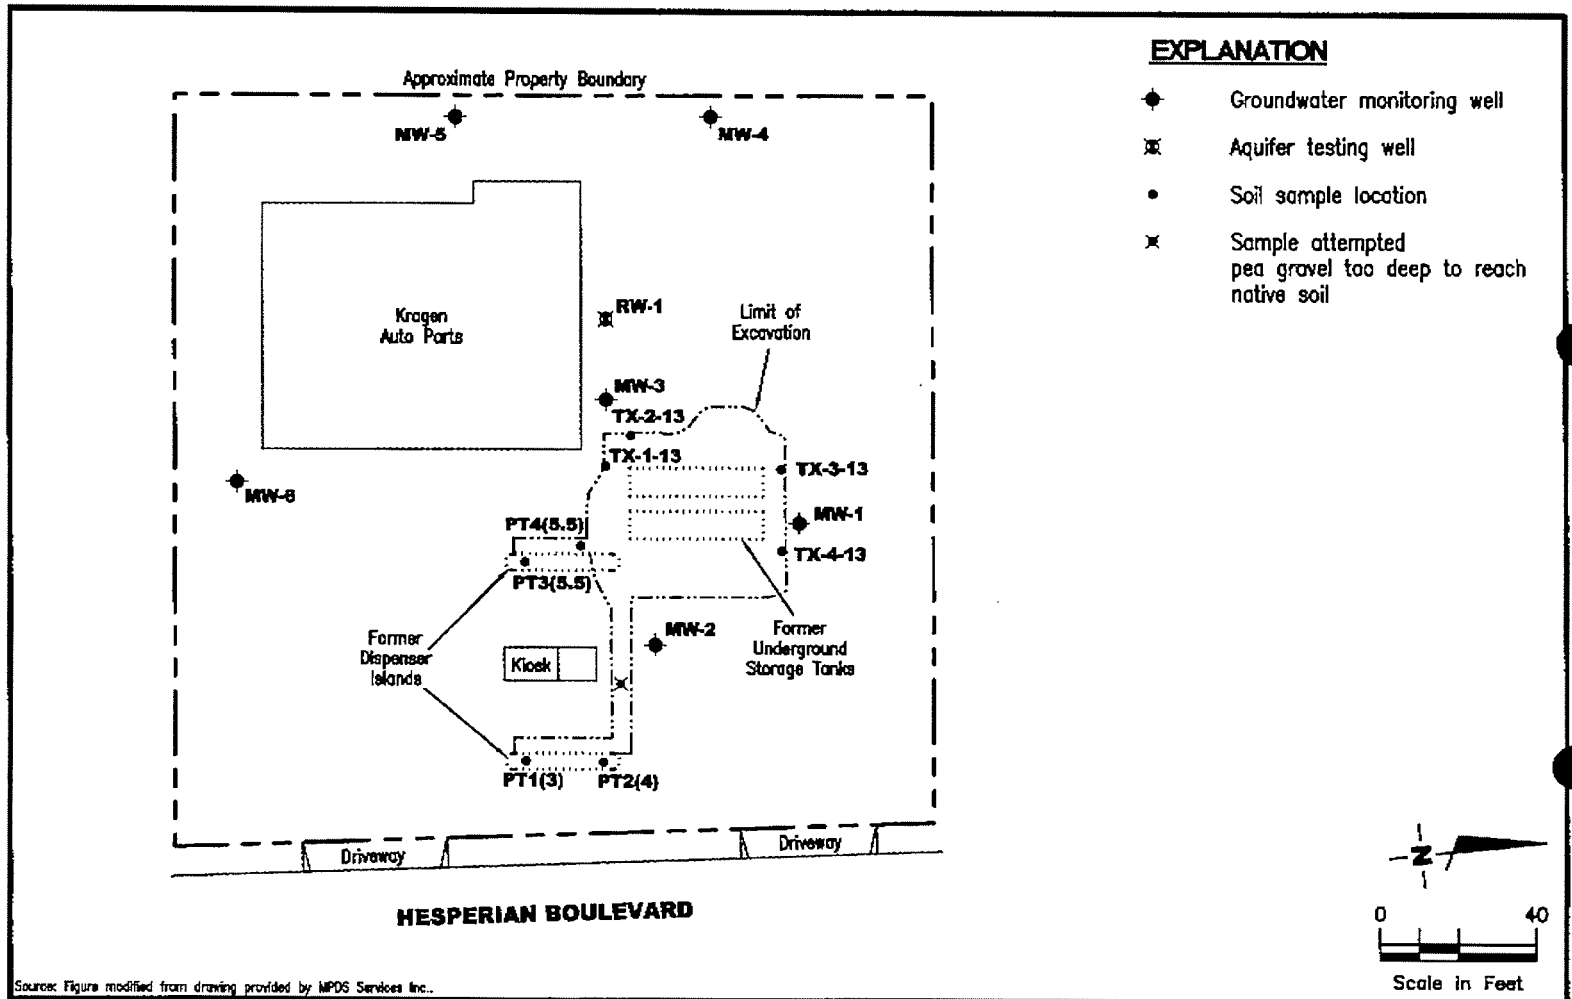 EXPLANATION
Approximate Property Boundary
Groundwater monitoring well
MW-5
MW-4
Aquifer testing well
Soil sample location
Sample attempted
pea gravel too deep to reach
native soil
RW-1
Limit of
Excavation
Kragen
Auto Parts
MW-3
TX-2-13
TX-1-13
TX-3-13
MW-6
MW-1
PT4(5.5)
TX-4-13
PT3(5.5)
MW-2
Former
Dispenser
Islands
Former
Underground
Storage Tanks
Kiosk
PT1(3)
PT2(4)
Driveway
Driveway
N
HESPERIAN BOULEVARD
0 40
Scale in Feet
Source: Figure modified from drawing provided by MPDS Services Inc..